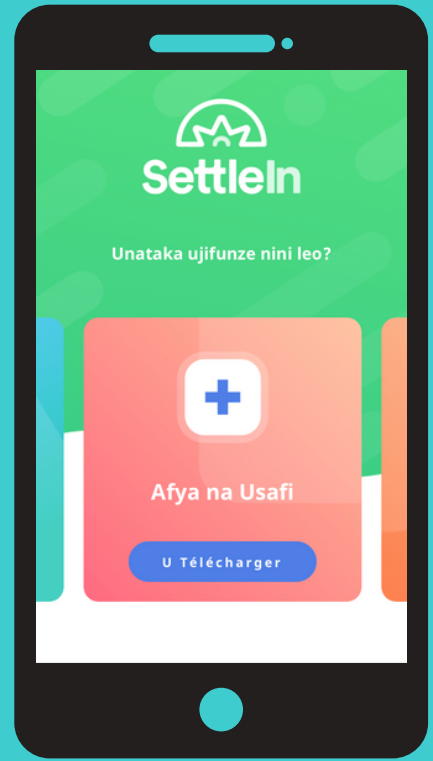 SettleIn
Unataka ujifunze nini leo?
Afya na Usafi
U Télécharger